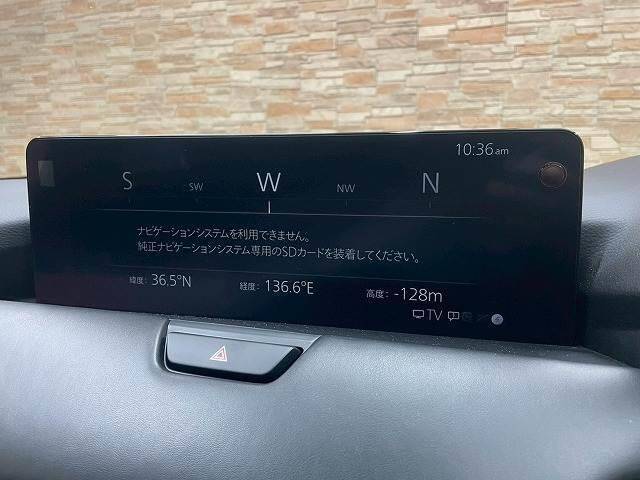 10:36 am
S SW W NW N
ナビゲーションシステムを利用できません。
純正ナビゲーションシステム専用のSDカードを装着してください。
緯度: 36.5°N 経度: 136.6°E 高度: -128m
TV